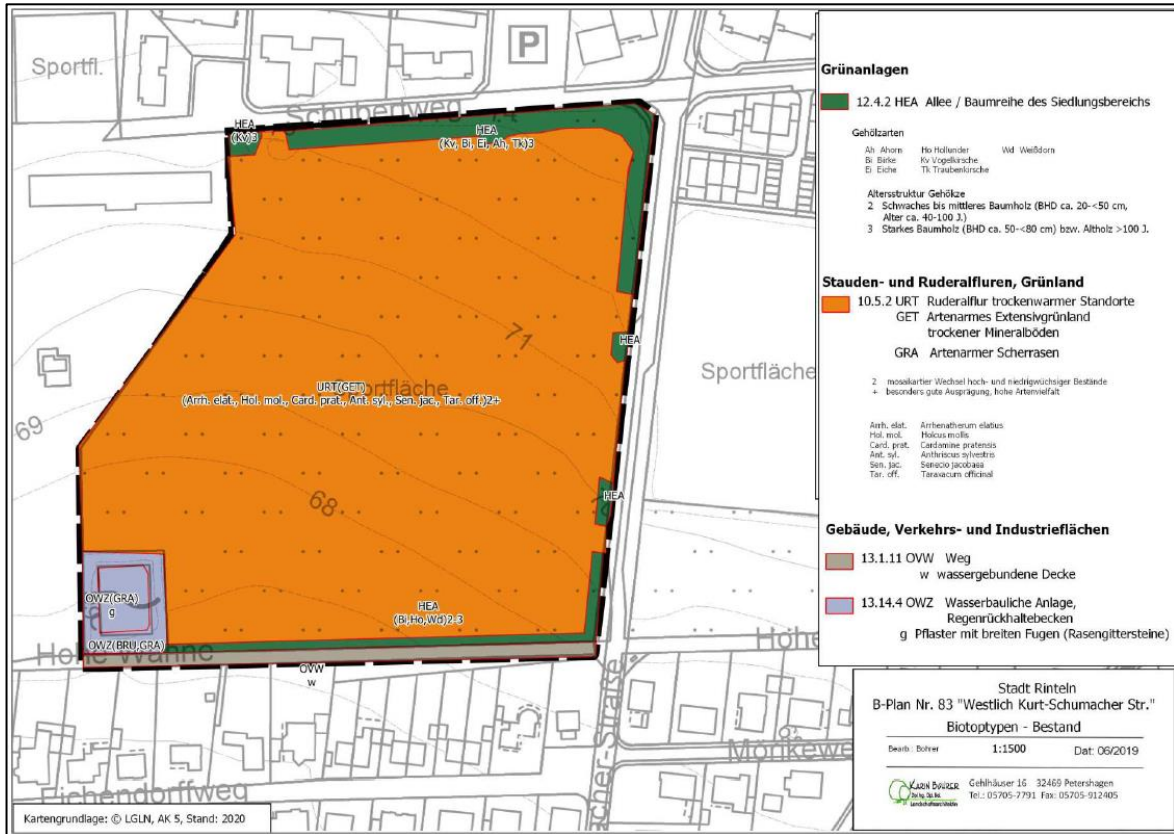 Sportfl.
P
Schubertweg
HEA
(Kv)3
HEA
(Kv, Bi, Ei, Ah, Tk)3
71
HEA
Sportfläche
URT(GET)
Sportfläche
(Arrh. elat., Hol. mol., Card. prat., Ant. syl., Sen. jac., Tar. off.)2+
69
68
HEA
HEA
(Bi,Ho,Wd)2-3
OWZ(GRA)
g
OWZ(BRU,GRA)
Hohe Wanne
Hohe
OVW
w
Eichendorffweg
Kartengrundlage: © LGLN, AK 5, Stand: 2020
Grünanlagen
12.4.2 HEA Allee / Baumreihe des Siedlungsbereichs
Gehölzarten
Ah Ahorn Ho Hollunder Wd Weißdorn
Bi Birke Kv Vogelkirsche
Ei Eiche Tk Traubenkirsche
Altersstruktur Gehölze
2 Schwaches bis mittleres Baumholz (BHD ca. 20-<50 cm,
Alter ca. 40-100 J.)
3 Starkes Baumholz (BHD ca. 50-<80 cm) bzw. Altholz >100 J.
Stauden- und Ruderalfluren, Grünland
10.5.2 URT Ruderalflur trockenwarmer Standorte
GET Artenarmes Extensivgrünland
trockener Mineralböden
GRA Artenarmer Scherrasen
2 mosaikartier Wechsel hoch- und niedrigwüchsiger Bestände
+ besonders gute Ausprägung, hohe Artenvielfalt
Arrh. elat. Arrhenatherum elatius
Hol. mol. Holcus mollis
Card. prat. Cardamine pratensis
Ant. syl. Anthriscus sylvestris
Sen. jac. Senecio jacobaea
Tar. off. Taraxacum officinal
Gebäude, Verkehrs- und Industrieflächen
13.1.11 OVW Weg
w wassergebundene Decke
13.14.4 OWZ Wasserbauliche Anlage,
Regenrückhaltebecken
g Pflaster mit breiten Fugen (Rasengittersteine)
Stadt Rinteln
B-Plan Nr. 83 "Westlich Kurt-Schumacher Str."
Biotoptypen - Bestand
Bearb.: Bohrer 1:1500 Dat: 06/2019
KARIN BOHRER
Dipl.Ing. Dipl.Biol.
Landschaftsarchitektin
Gehlhäuser 16 32469 Petershagen
Tel.: 05705-7791 Fax: 05705-912405